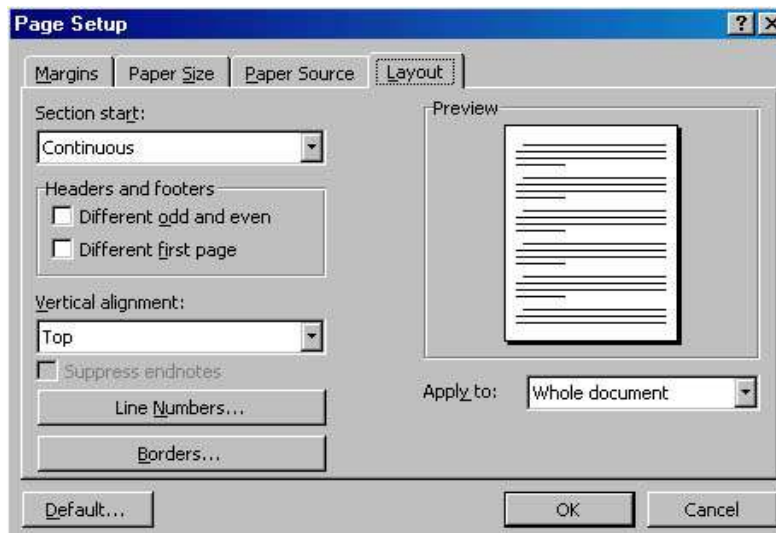 Page Setup
Margins Paper Size Paper Source Layout
Section start:
Continuous
Headers and footers
Different odd and even
Different first page
Vertical alignment:
Top
Suppress endnotes
Line Numbers...
Borders...
Preview
Apply to: Whole document
Default... OK Cancel